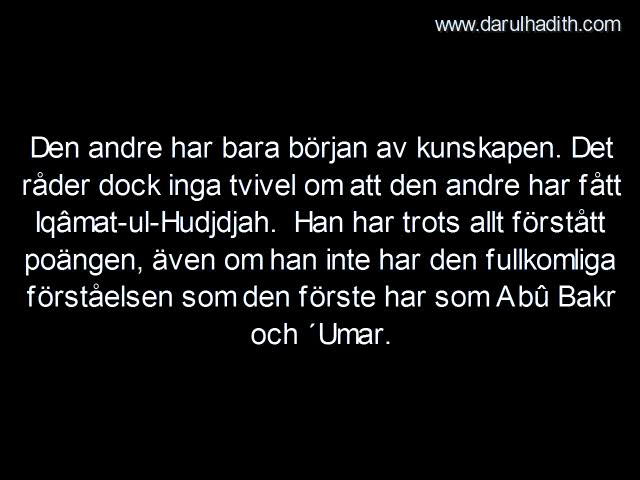 www.darulhadith.com
Den andre har bara början av kunskapen. Det
råder dock inga tvivel om att den andre har fått
Iqâmat-ul-Hudjdjah.  Han har trots allt förstått
poängen, även om han inte har den fullkomliga
förståelsen som den förste har som Abû Bakr
och ´Umar.